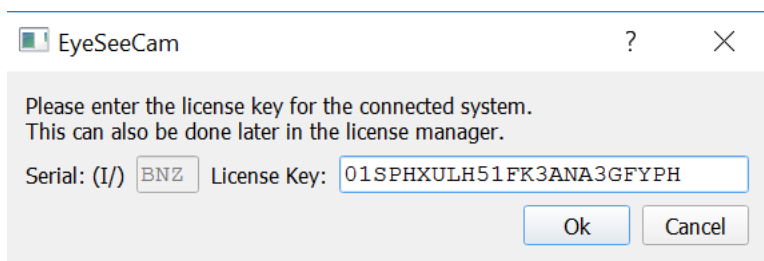 EyeSeeCam ?
Please enter the license key for the connected system.
This can also be done later in the license manager.
Serial: (I/) BNZ License Key: 01SPHXULH51FK3ANA3GFYPH
Ok Cancel